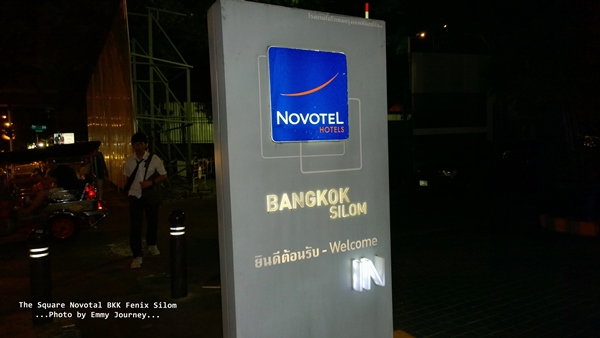 NOVOTEL
HOTELS
BANGKOK
SILOM
ยินดีต้อนรับ - Welcome
IN
The Square Novotal BKK Fenix Silom
...Photo by Emmy Journey...